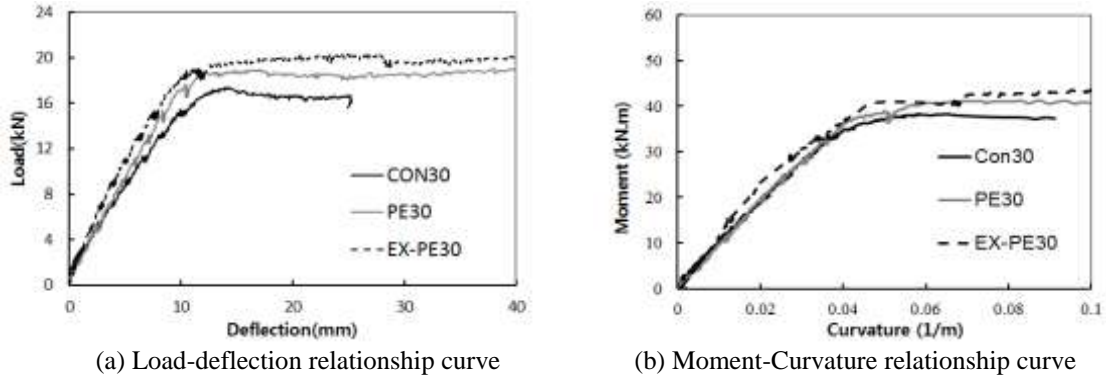 24
20
16
12
8
4
0
Load(kN)
CON30
PE30
EX-PE30
0 10 20 30 40
Deflection(mm)
(a) Load-deflection relationship curve
60
50
40
30
20
10
0
Moment (kN.m)
Con30
PE30
EX-PE30
0 0.02 0.04 0.06 0.08 0.1
Curvature (1/m)
(b) Moment-Curvature relationship curve